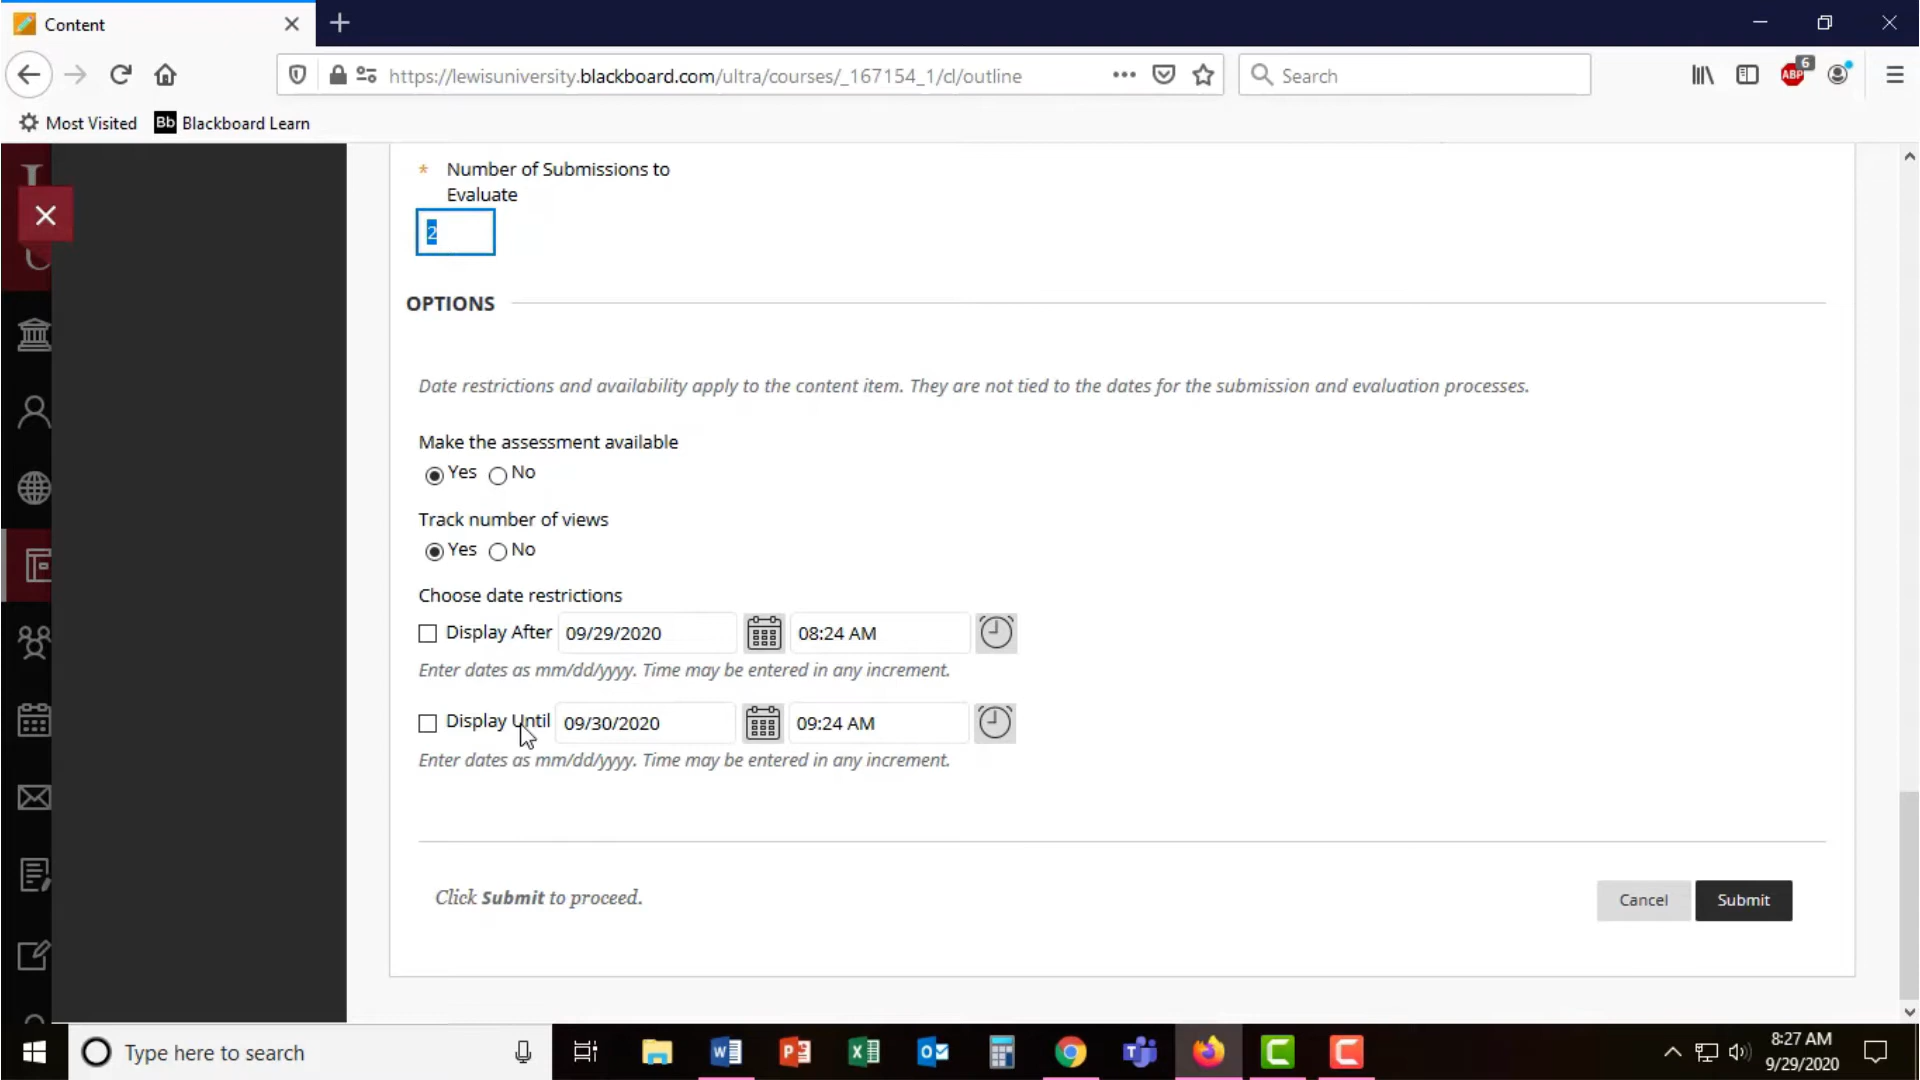 Content
https://lewisuniversity.blackboard.com/ultra/courses/_167154_1/cl/outline
Search
ABP
6
Most Visited
Bb Blackboard Learn
* Number of Submissions to
Evaluate
2
OPTIONS
Date restrictions and availability apply to the content item. They are not tied to the dates for the submission and evaluation processes.
Make the assessment available
Yes No
Track number of views
Yes No
Choose date restrictions
Display After 09/29/2020 08:24 AM
Enter dates as mm/dd/yyyy. Time may be entered in any increment.
Display Until 09/30/2020 09:24 AM
Enter dates as mm/dd/yyyy. Time may be entered in any increment.
Click Submit to proceed.
Cancel Submit
Type here to search
8:27 AM
9/29/2020